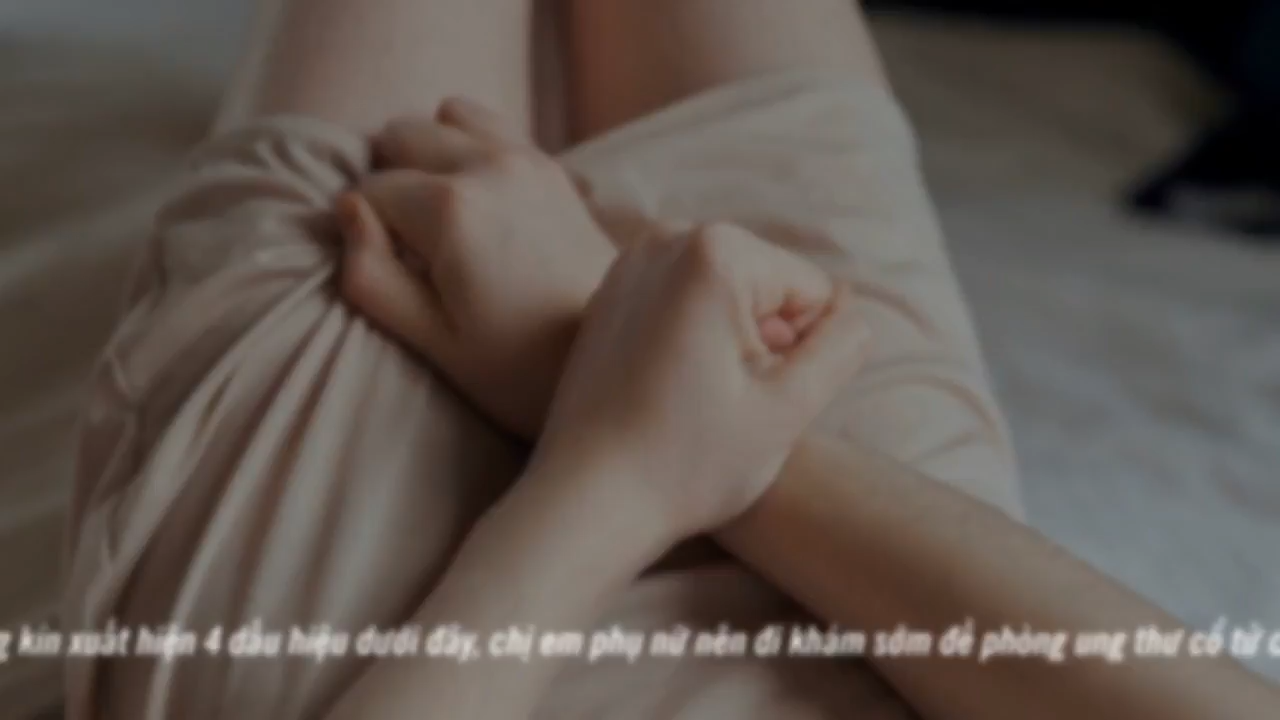 kín xuất hiện 4 dấu hiệu dưới đây, chị em phụ nữ nên đi khám sớm đề phòng ung thư cổ tử